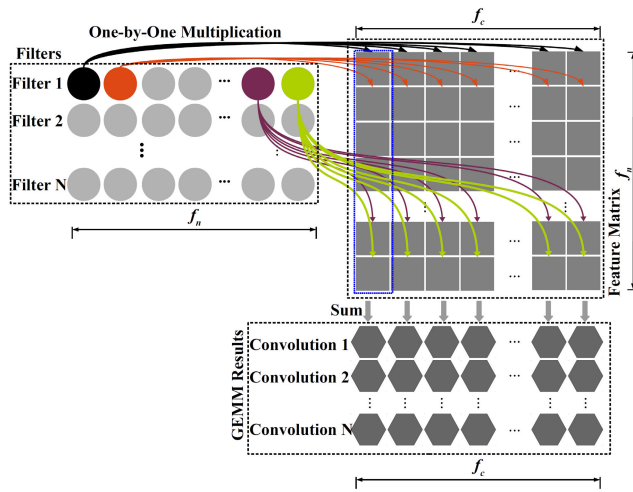 One-by-One Multiplication
f_c
Filters
Filter 1
...
...
Filter 2
...
...
Filter N
...
...
f_n
f_n
Feature Matrix
Sum
GEMM Results
Convolution 1
...
Convolution 2
...
Convolution N
...
f_c